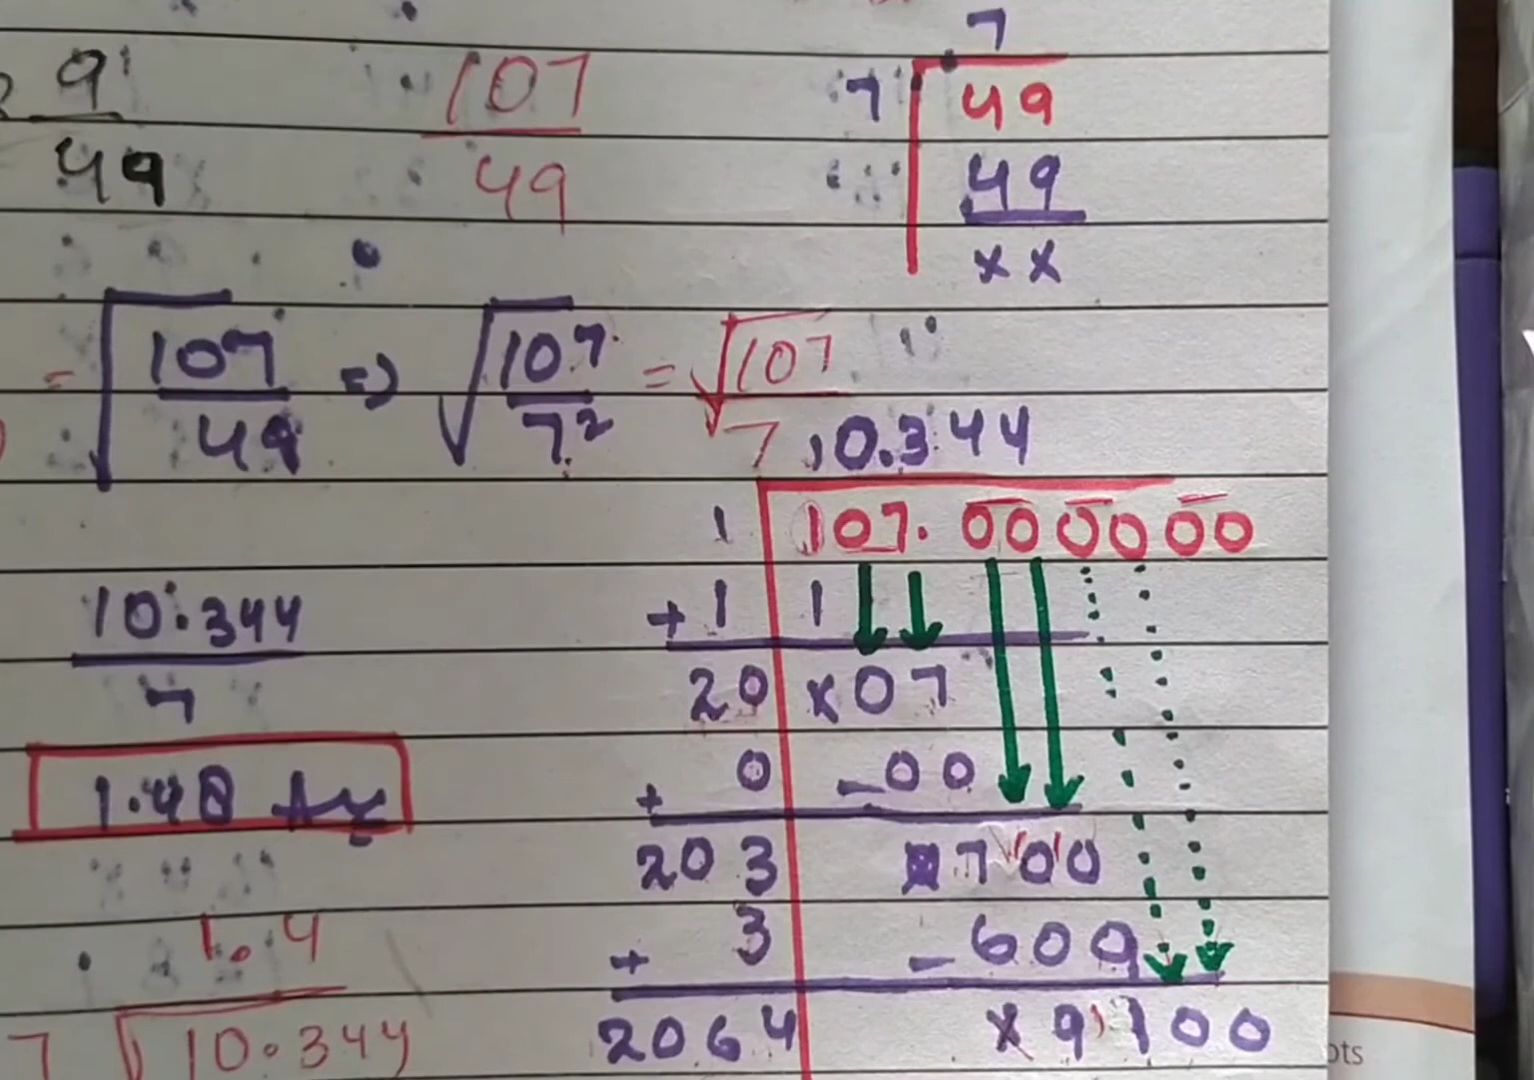 7
9 107 7 49
49 49 49
x x
= √107/49 => √107/7² = √107/7
10.344
1 107.00 00 00
10.344 + 1 1
7 20 x07
+ 0 - 00
1.48 Ay
203 700
1.4 + 3 - 609
7 10.344 2064 x 9100
ots